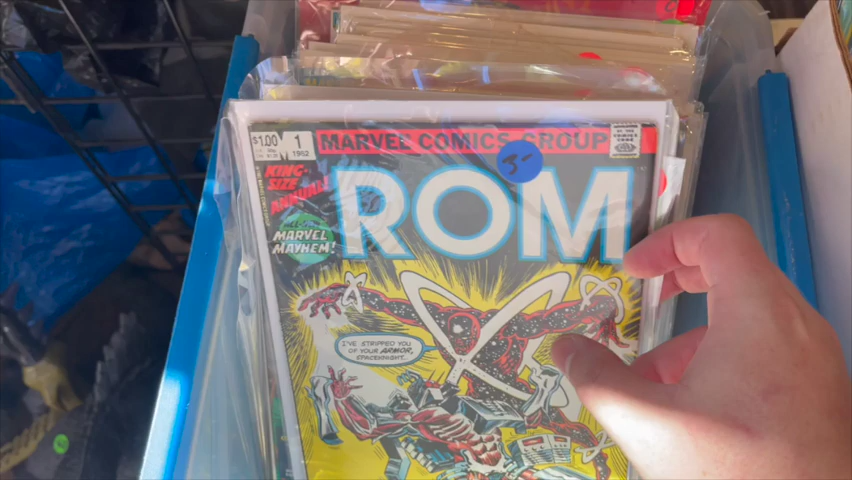 $1.00
1
1982
MARVEL COMICS GROUP
3-
KING-
SIZE
ANNUAL!
ROM
MARVEL
MAYHEM!
I'VE STRIPPED YOU
OF YOUR ARMOR,
SPACEKNIGHT...